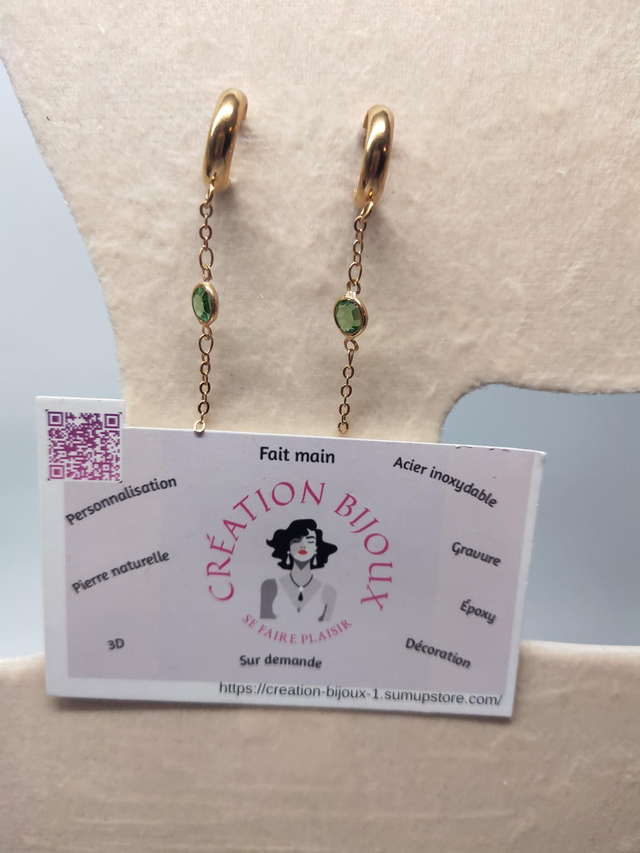 Fait main
Personnalisation
Acier inoxydable
CRÉATION BIJOUX
Gravure
Pierre naturelle
Époxy
SE FAIRE PLAISIR
3D
Décoration
Sur demande
https://creation-bijoux-1.sumupstore.com/